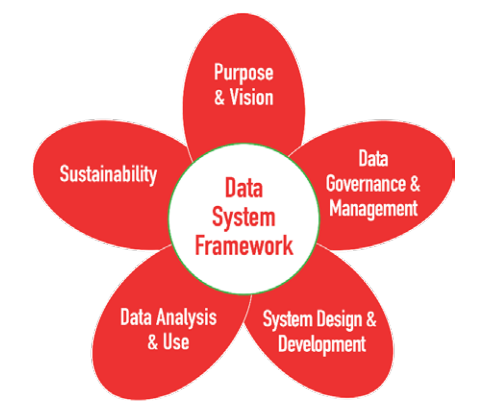 Purpose
& Vision
Data
Governance &
Management
System Design &
Development
Data Analysis
& Use
Sustainability
Data
System
Framework